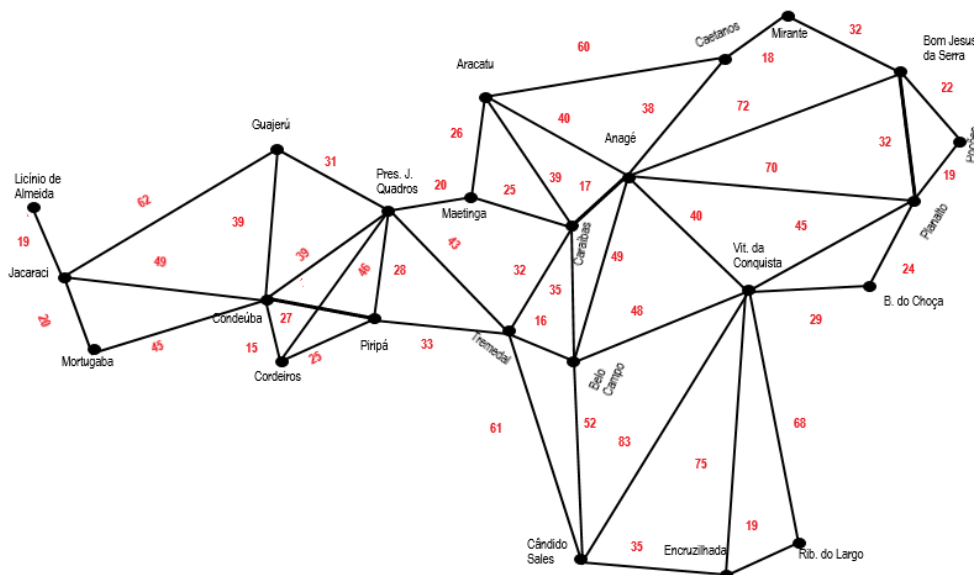 Mirante
32
Bom Jesus
da Serra
Caetanos
60
18
22
Aracatu
72
Guajerú
26
40
38
Anagé
32
Licínio de
Almeida
31
Pres. J.
Quadros
20
25
39
17
70
19
62
39
Maetinga
40
45
Planalto
19
49
39
43
Caraíbas
49
Vit. da
Conquista
Jacaraci
46
28
32
35
24
B. do Choça
20
Condeúba
27
16
48
29
Mortugaba
45
15
25
Piripá
33
Tremedal
Cordeiros
Belo
Campo
61
52
83
68
75
19
Cândido
Sales
35
Encruzilhada
Rib. do Largo